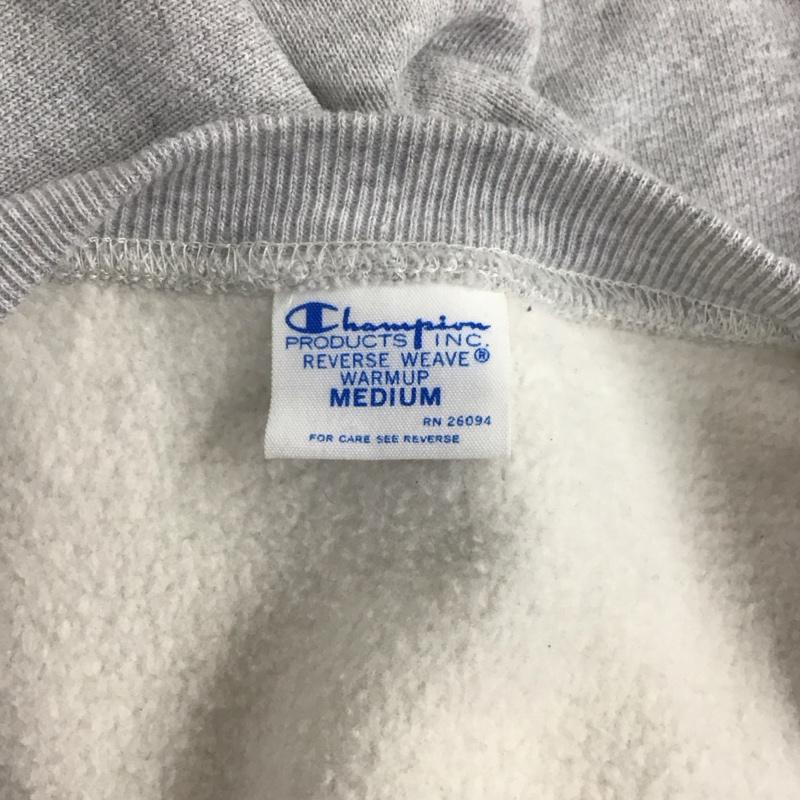 Champion
PRODUCTS INC.
REVERSE WEAVE®
WARMUP
MEDIUM
RN 26094
FOR CARE SEE REVERSE